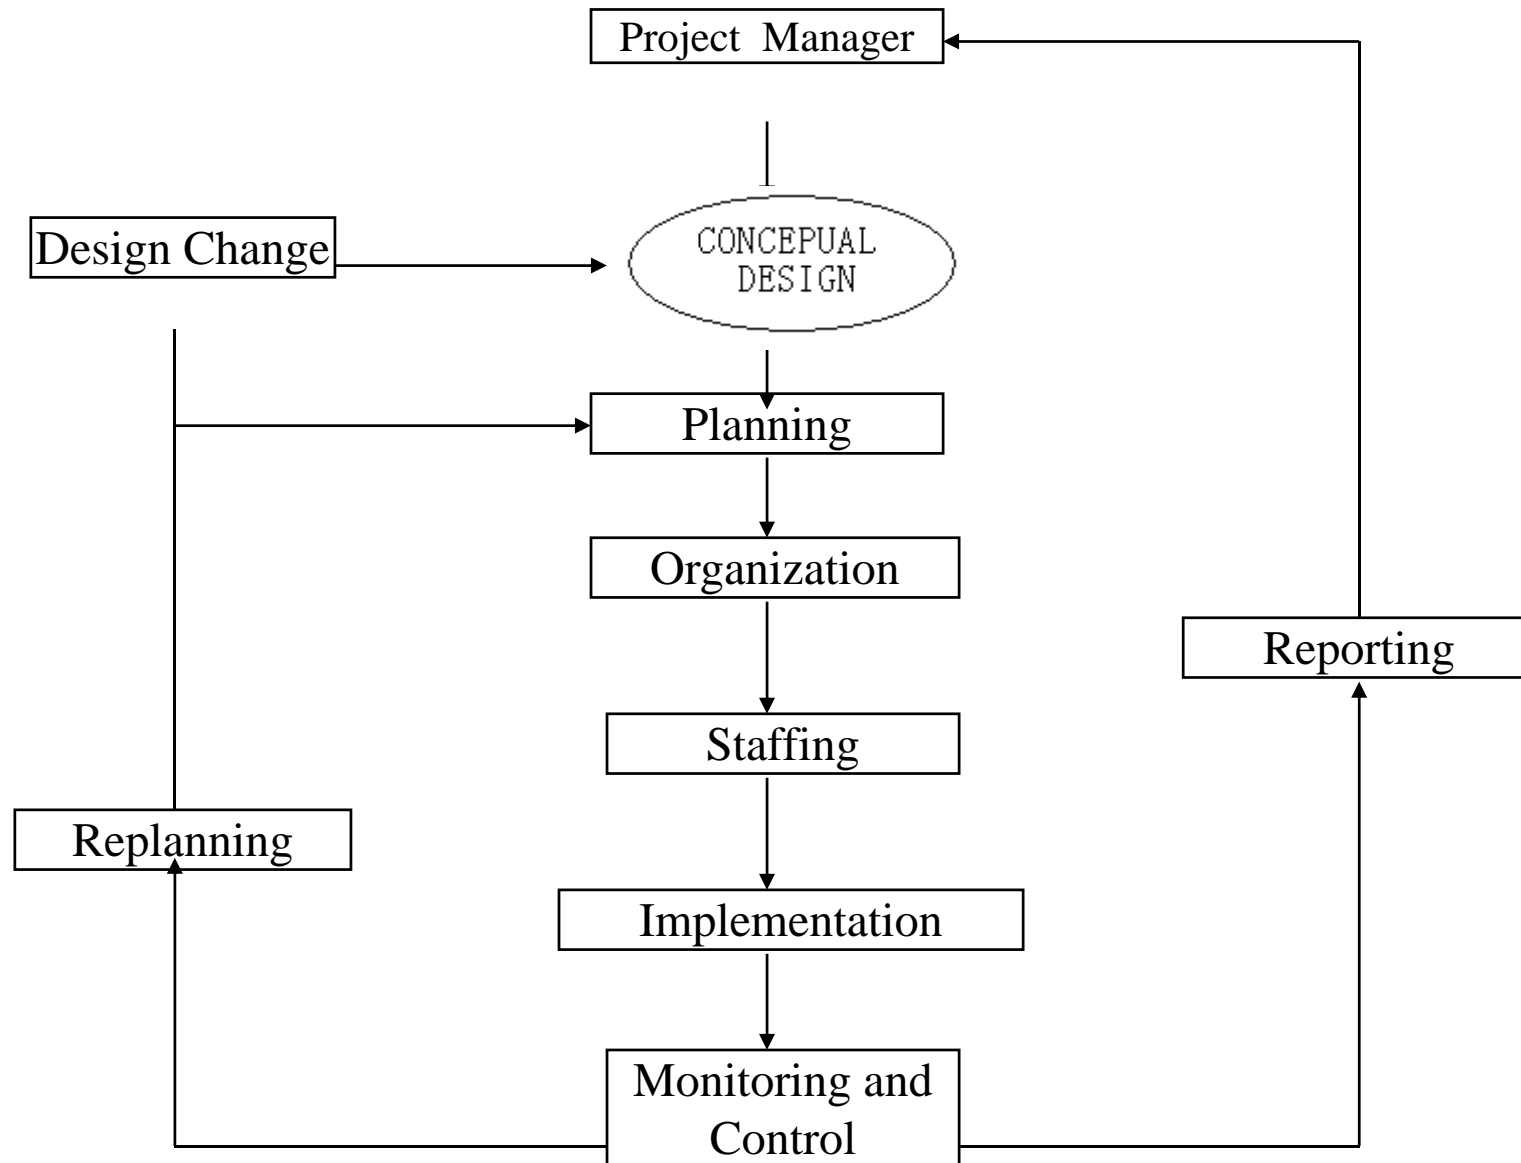 Project Manager
Design Change
CONCEPUAL
DESIGN
Planning
Organization
Reporting
Staffing
Replanning
Implementation
Monitoring and
Control